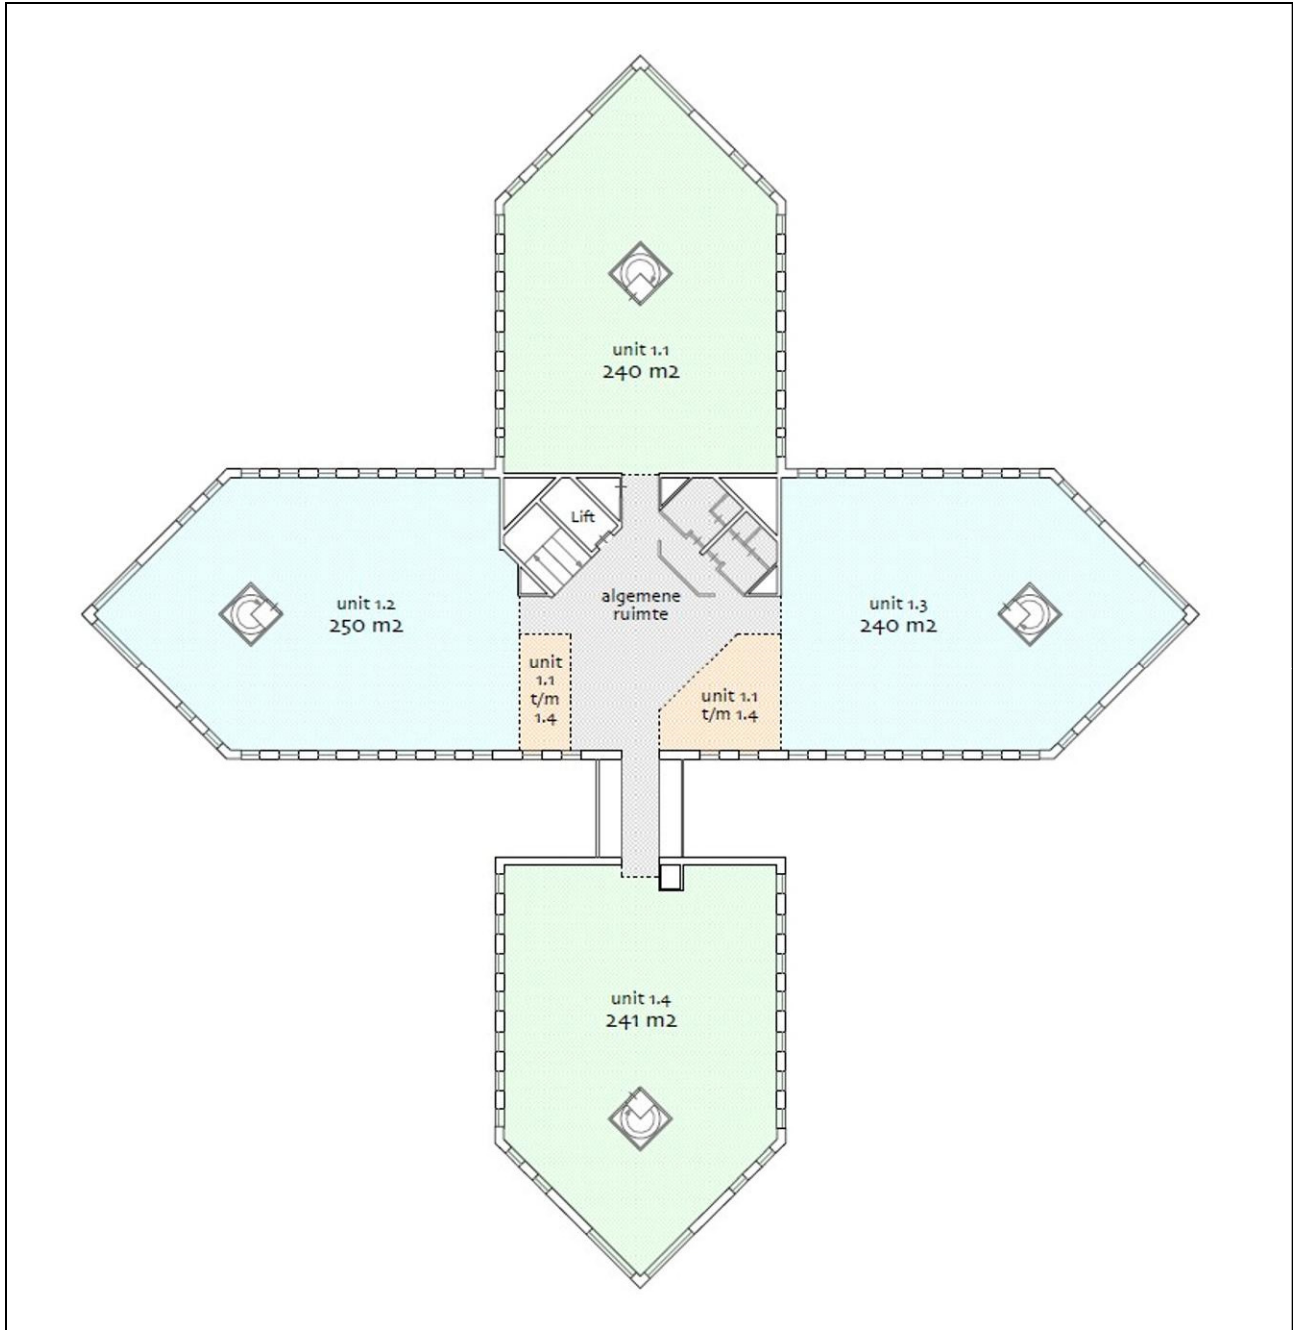 unit 1.1
240 m2
Lift
algemene
ruimte
unit 1.2
250 m2
unit 1.3
240 m2
unit
1.1
t/m
1.4
unit 1.1
t/m 1.4
unit 1.4
241 m2